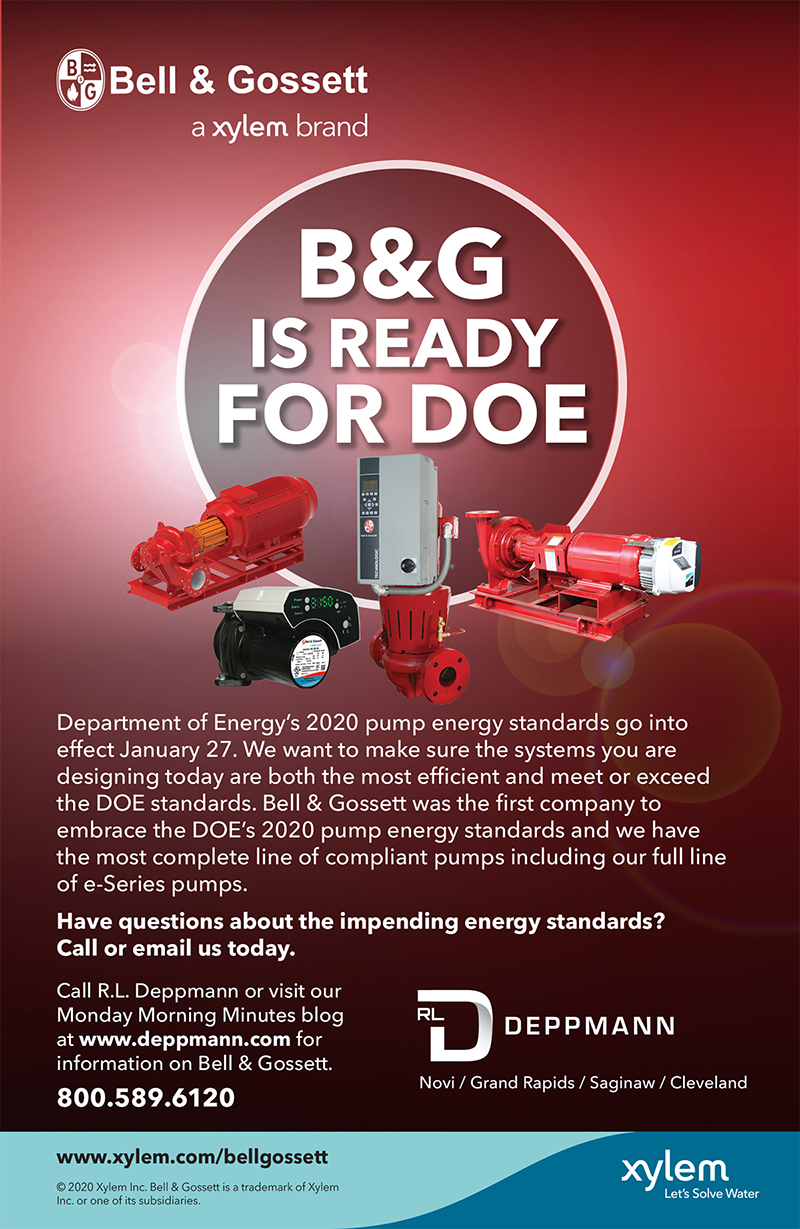 B
&
G
Bell & Gossett
a xylem brand
B&G
IS READY
FOR DOE
TECHNOLOGIC
3:150
Bell & Gossett
Department of Energy's 2020 pump energy standards go into
effect January 27. We want to make sure the systems you are
designing today are both the most efficient and meet or exceed
the DOE standards. Bell & Gossett was the first company to
embrace the DOE's 2020 pump energy standards and we have
the most complete line of compliant pumps including our full line
of e-Series pumps.
Have questions about the impending energy standards?
Call or email us today.
Call R.L. Deppmann or visit our
Monday Morning Minutes blog
at www.deppmann.com for
information on Bell & Gossett.
800.589.6120
RL
D
DEPPMANN
Novi / Grand Rapids / Saginaw / Cleveland
www.xylem.com/bellgossett
© 2020 Xylem Inc. Bell & Gossett is a trademark of Xylem
Inc. or one of its subsidiaries.
xylem
Let's Solve Water